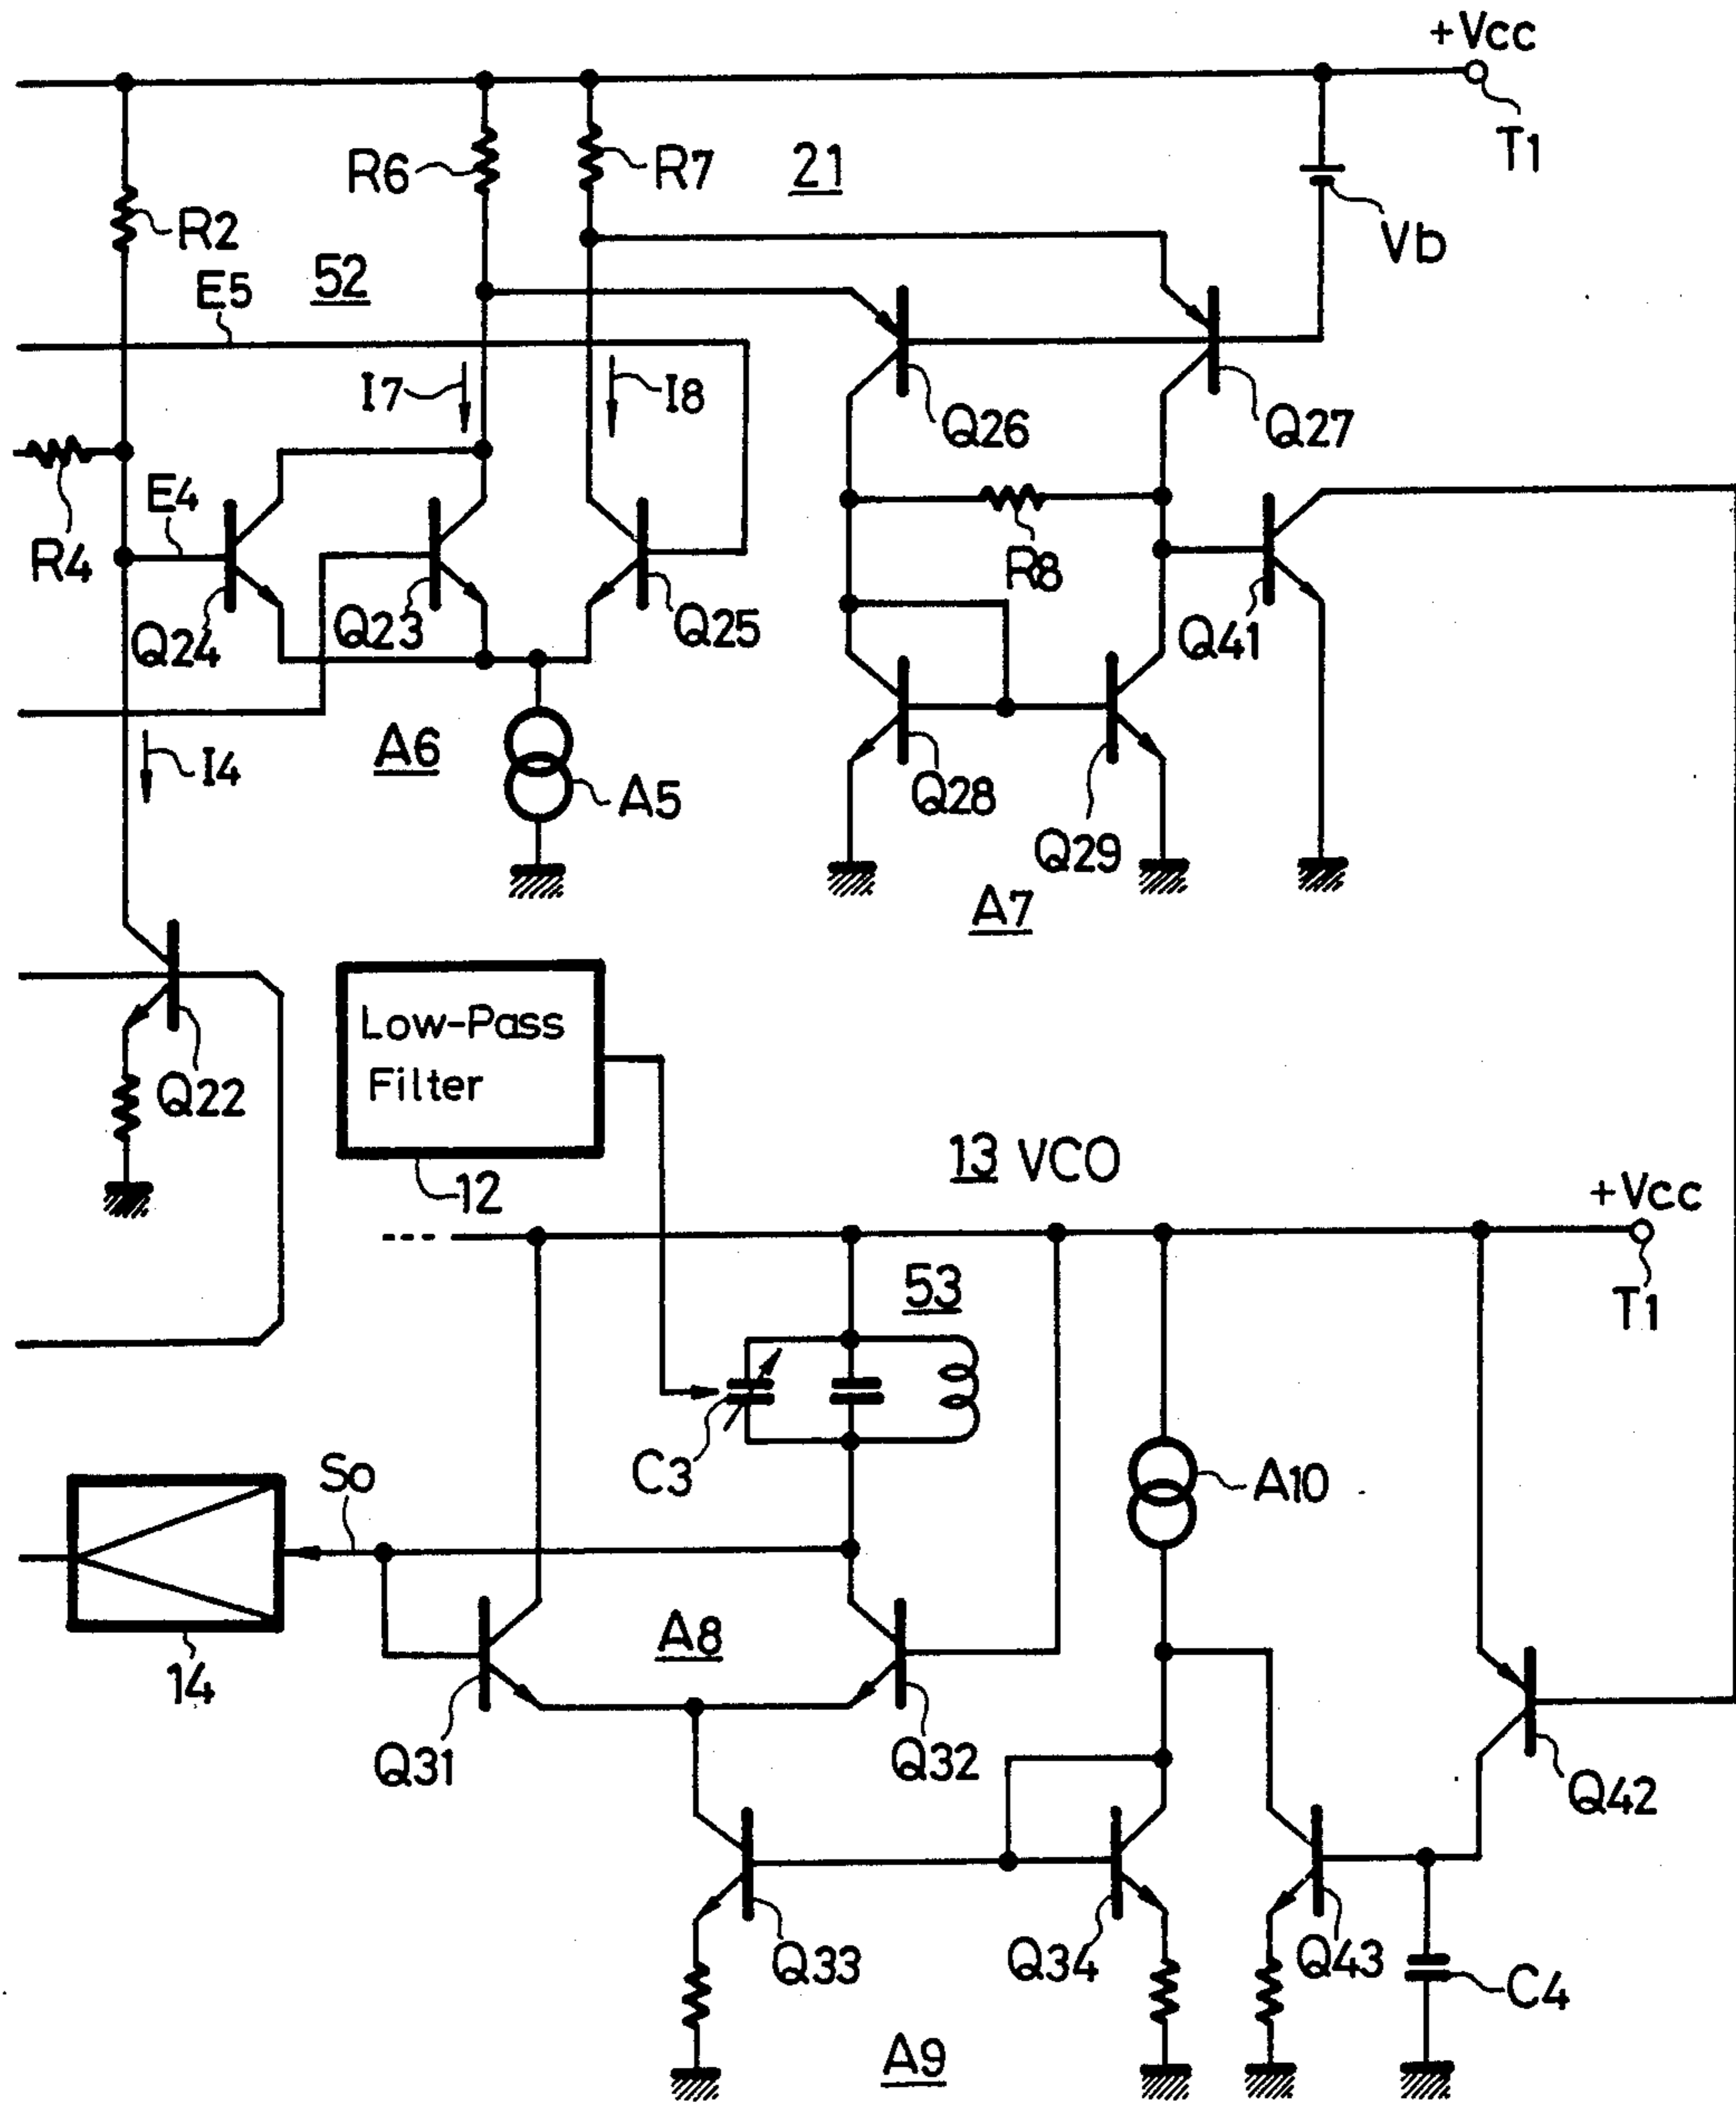 +Vcc
T1
R6
R7
21
R2
Vb
52
E5
I7
I8
Q26
Q27
E4
R4
R8
Q24
Q23
Q25
Q41
A6
I4
A5
Q28
Q29
A7
Low-Pass
Filter
Q22
12
13 VCO
+Vcc
T1
53
C3
A10
So
14
A8
Q31
Q32
Q42
Q33
Q34
Q43
C4
A9